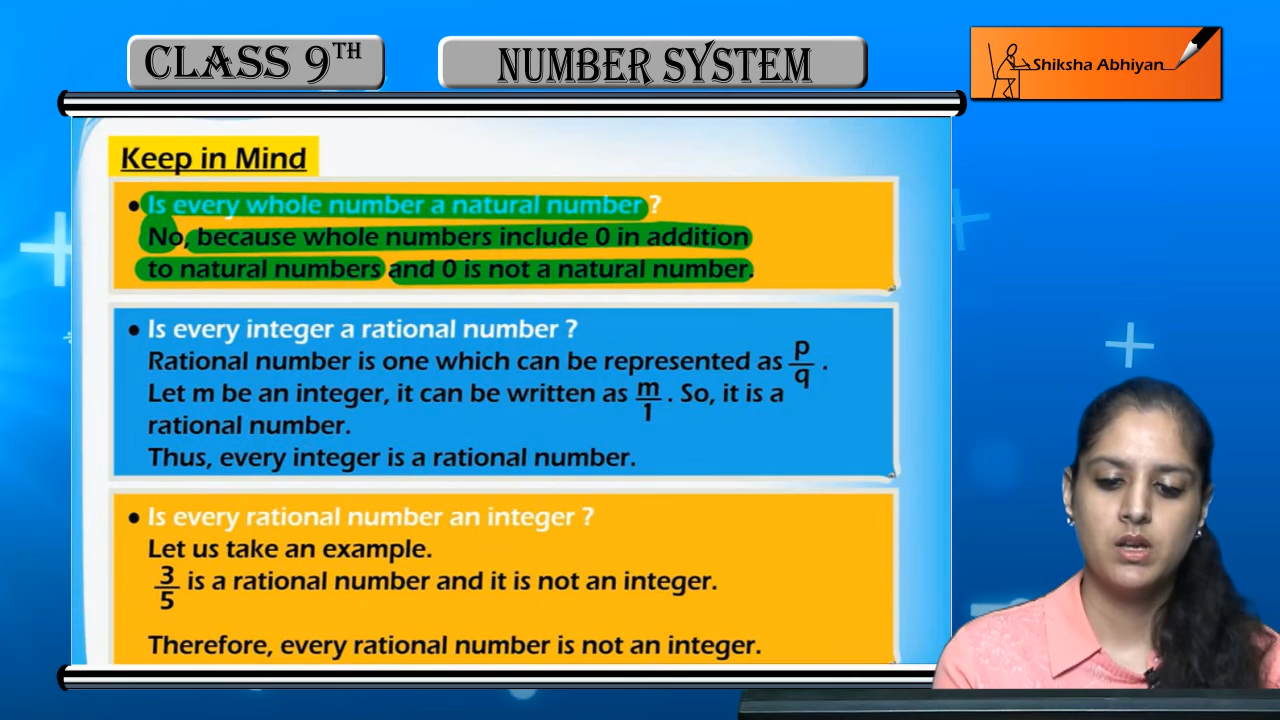 CLASS 9TH
NUMBER SYSTEM
Shiksha Abhiyan
Keep in Mind
• Is every whole number a natural number ?
No, because whole numbers include 0 in addition
to natural numbers and 0 is not a natural number.
• Is every integer a rational number ?
Rational number is one which can be represented as p/q .
Let m be an integer, it can be written as m/1 . So, it is a
rational number.
Thus, every integer is a rational number.
• Is every rational number an integer ?
Let us take an example.
3/5 is a rational number and it is not an integer.
Therefore, every rational number is not an integer.